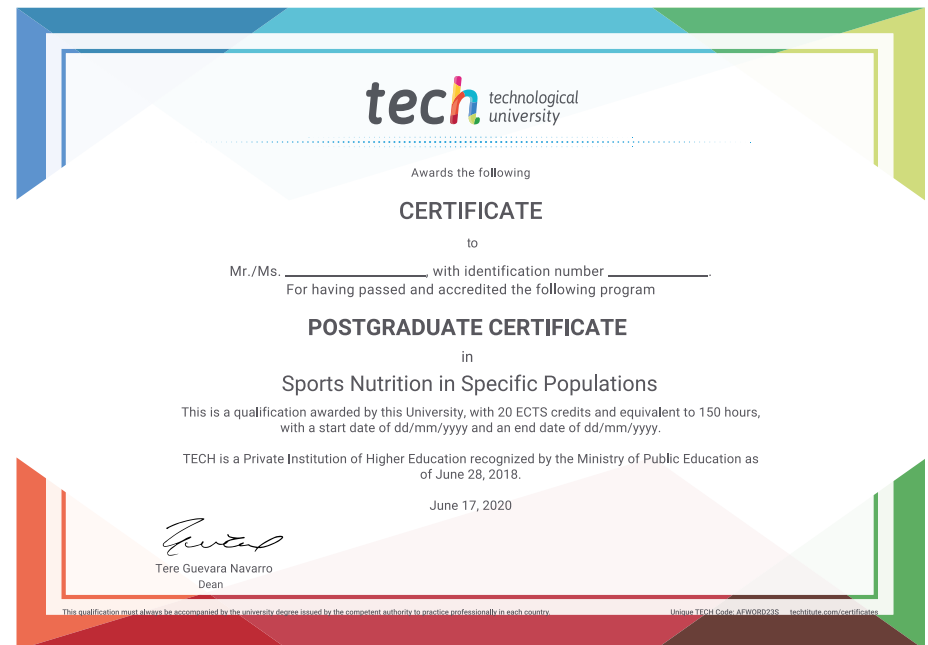 tech technological
university
Awards the following
CERTIFICATE
to
Mr./Ms. ______________, with identification number __________.
For having passed and accredited the following program
POSTGRADUATE CERTIFICATE
in
Sports Nutrition in Specific Populations
This is a qualification awarded by this University, with 20 ECTS credits and equivalent to 150 hours,
with a start date of dd/mm/yyyy and an end date of dd/mm/yyyy.
TECH is a Private Institution of Higher Education recognized by the Ministry of Public Education as
of June 28, 2018.
June 17, 2020
Tere Guevara Navarro
Dean
This qualification must always be accompanied by the university degree issued by the competent authority to practice professionally in each country.
Unique TECH Code: AFWORD23S techtitute.com/certificates